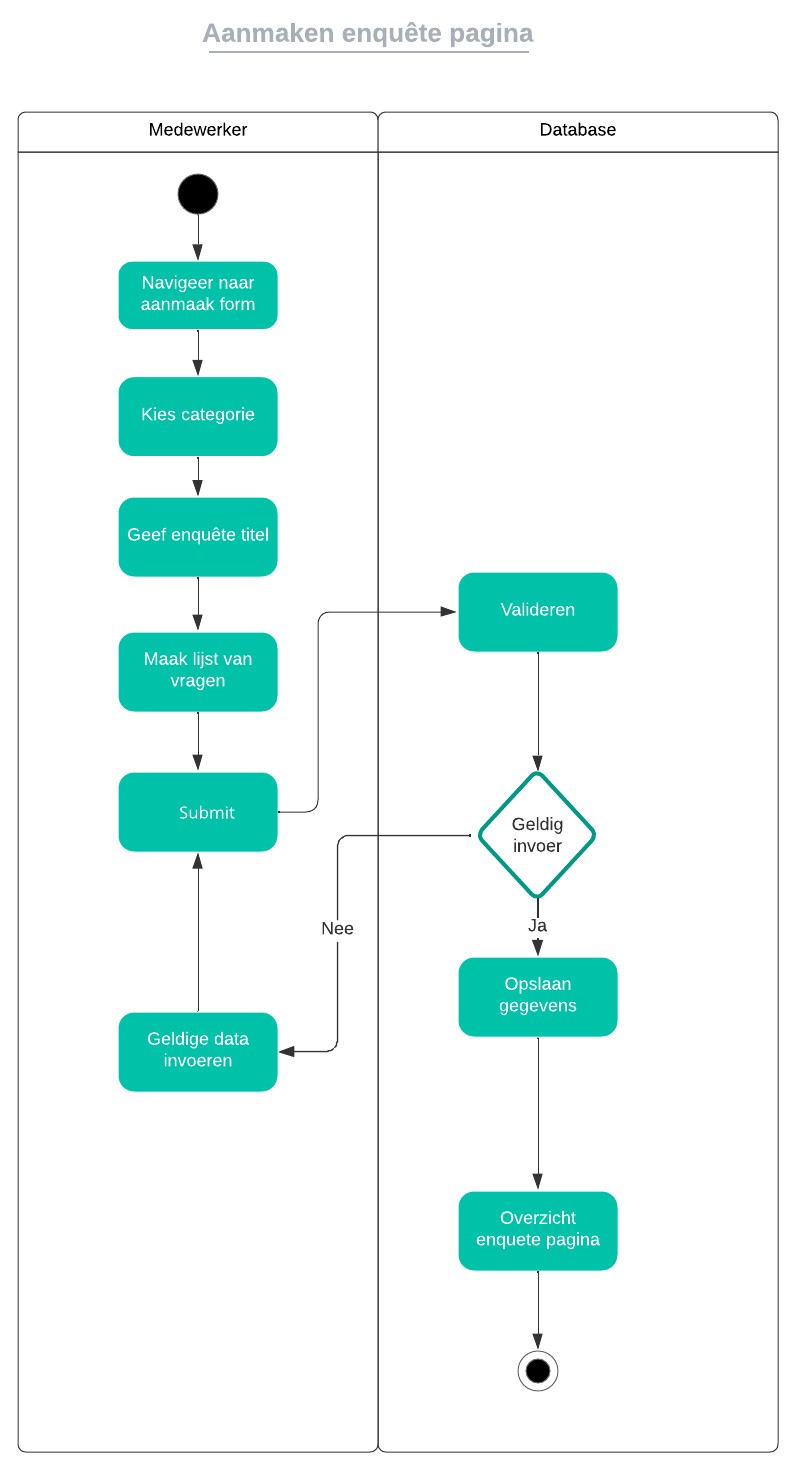 Aanmaken enquête pagina
Medewerker
Database
Navigeer naar
aanmaak form
Kies categorie
Geef enquête titel
Maak lijst van
vragen
Submit
Valideren
Geldig
invoer
Nee
Ja
Opslaan
gegevens
Geldige data
invoeren
Overzicht
enquete pagina